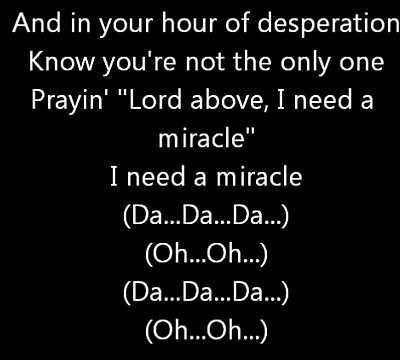 And in your hour of desperation
Know you're not the only one
Prayin' "Lord above, I need a
miracle"
I need a miracle
(Da...Da...Da...)
(Oh...Oh...)
(Da...Da...Da...)
(Oh...Oh...)